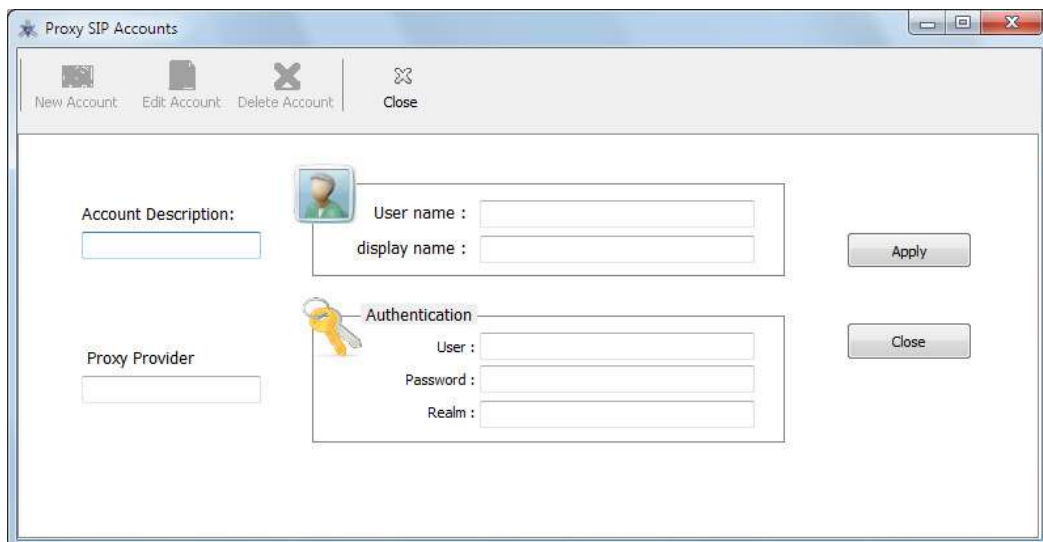 Proxy SIP Accounts
New Account Edit Account Delete Account Close
Account Description:
User name :
display name :
Apply
Authentication
User :
Close
Proxy Provider
Password :
Realm :